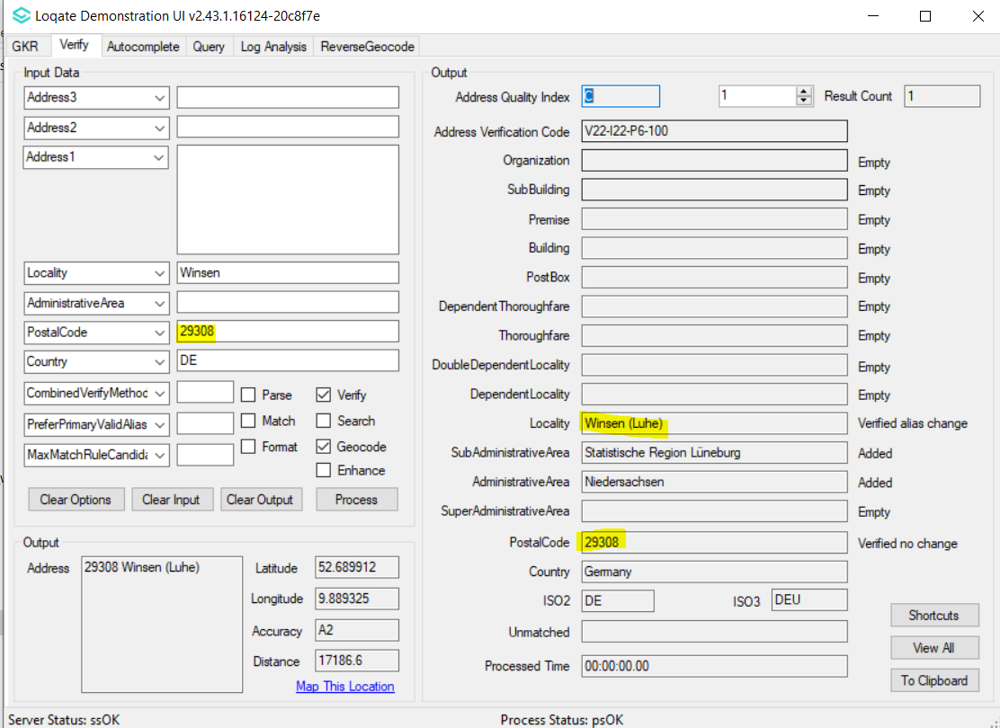 Loqate Demonstration UI v2.43.1.16124-20c8f7e
GKR Verify Autocomplete Query Log Analysis ReverseGeocode
Input Data
Address3
Address2
Address1
Locality Winsen
AdministrativeArea
PostalCode 29308
Country DE
CombinedVerifyMethod Parse Verify
PreferPrimaryValidAlias Match Search
MaxMatchRuleCandida Format Geocode
Enhance
Clear Options Clear Input Clear Output Process
Output
Address 29308 Winsen (Luhe)
Latitude 52.689912
Longitude 9.889325
Accuracy A2
Distance 17186.6
Map This Location
Output
Address Quality Index C 1 Result Count 1
Address Verification Code V22-I22-P6-100
Organization Empty
SubBuilding Empty
Premise Empty
Building Empty
PostBox Empty
DependentThoroughfare Empty
Thoroughfare Empty
DoubleDependentLocality Empty
DependentLocality Empty
Locality Winsen (Luhe) Verified alias change
SubAdministrativeArea Statistische Region Lüneburg Added
AdministrativeArea Niedersachsen Added
SuperAdministrativeArea Empty
PostalCode 29308 Verified no change
Country Germany
ISO2 DE ISO3 DEU
Unmatched
Processed Time 00:00:00.00
Shortcuts
View All
To Clipboard
Server Status: ssOK Process Status: psOK